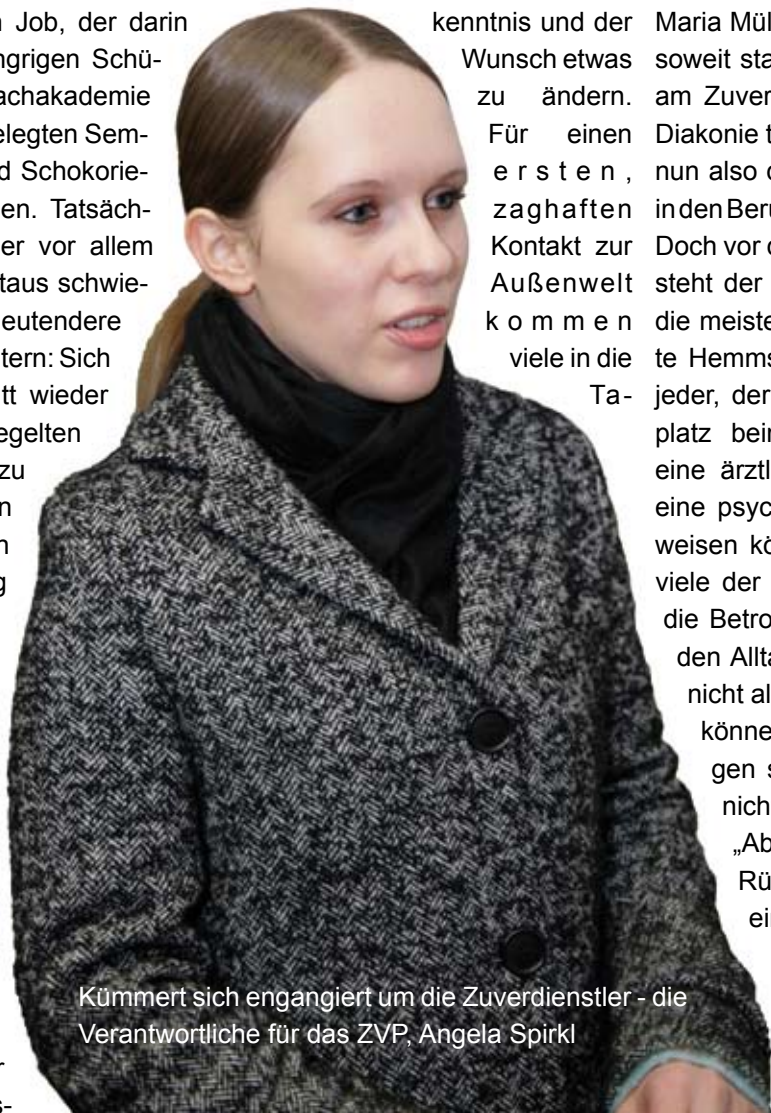 n Job, der darin
ngrigen Schü-
achakademie
elegten Sem-
d Schokorie-
en. Tatsäch-
er vor allem
taus schwie-
eutendere
tern: Sich
tt wieder
egelten
zu
n
n
g
r
s-
kenntnis und der
Wunsch etwas
zu ändern.
Für einen
ersten,
zaghaften
Kontakt zur
Außenwelt
kommen
viele in die
Ta-
Maria Mül
soweit sta
am Zuver
Diakonie t
nun also
in den Beru
Doch vor
steht der
die meiste
te Hemms
jeder, der
platz bei
eine ärztl
eine psyc
weisen kö
viele der
die Betro
den Allta
nicht al
könne
gen s
nich
„Ab
Rü
ei
Kümmert sich engangiert um die Zuverdienstler - die
Verantwortliche für das ZVP, Angela Spirkl